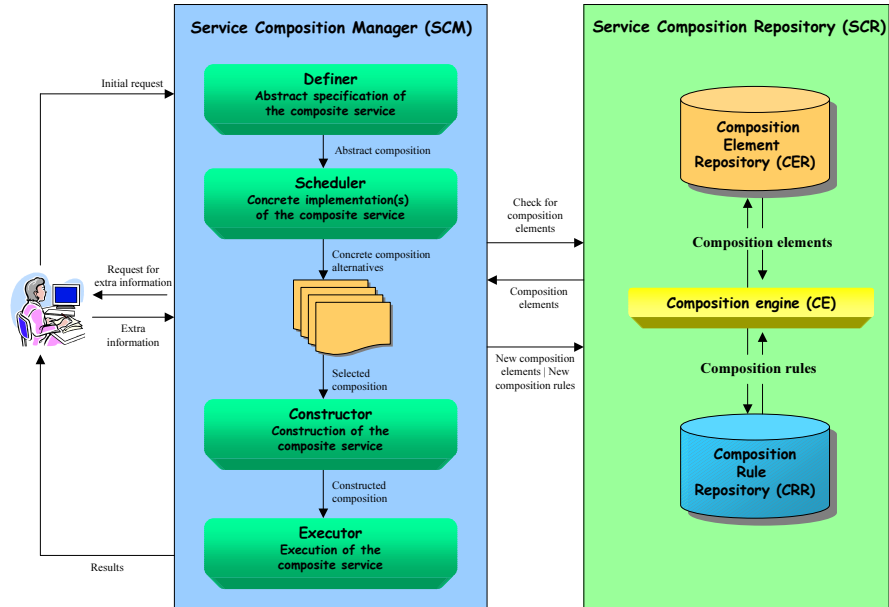 Service Composition Manager (SCM)
Service Composition Repository (SCR)
Initial request
Definer
Abstract specification of
the composite service
Abstract composition
Scheduler
Concrete implementation(s)
of the composite service
Concrete composition
alternatives
Request for
extra information
Extra
information
Selected
composition
Constructor
Construction of the
composite service
Constructed
composition
Executor
Execution of the
composite service
Results
Check for
composition
elements
Composition
elements
New composition
elements | New
composition rules
Composition
Element
Repository (CER)
Composition elements
Composition engine (CE)
Composition rules
Composition
Rule
Repository (CRR)